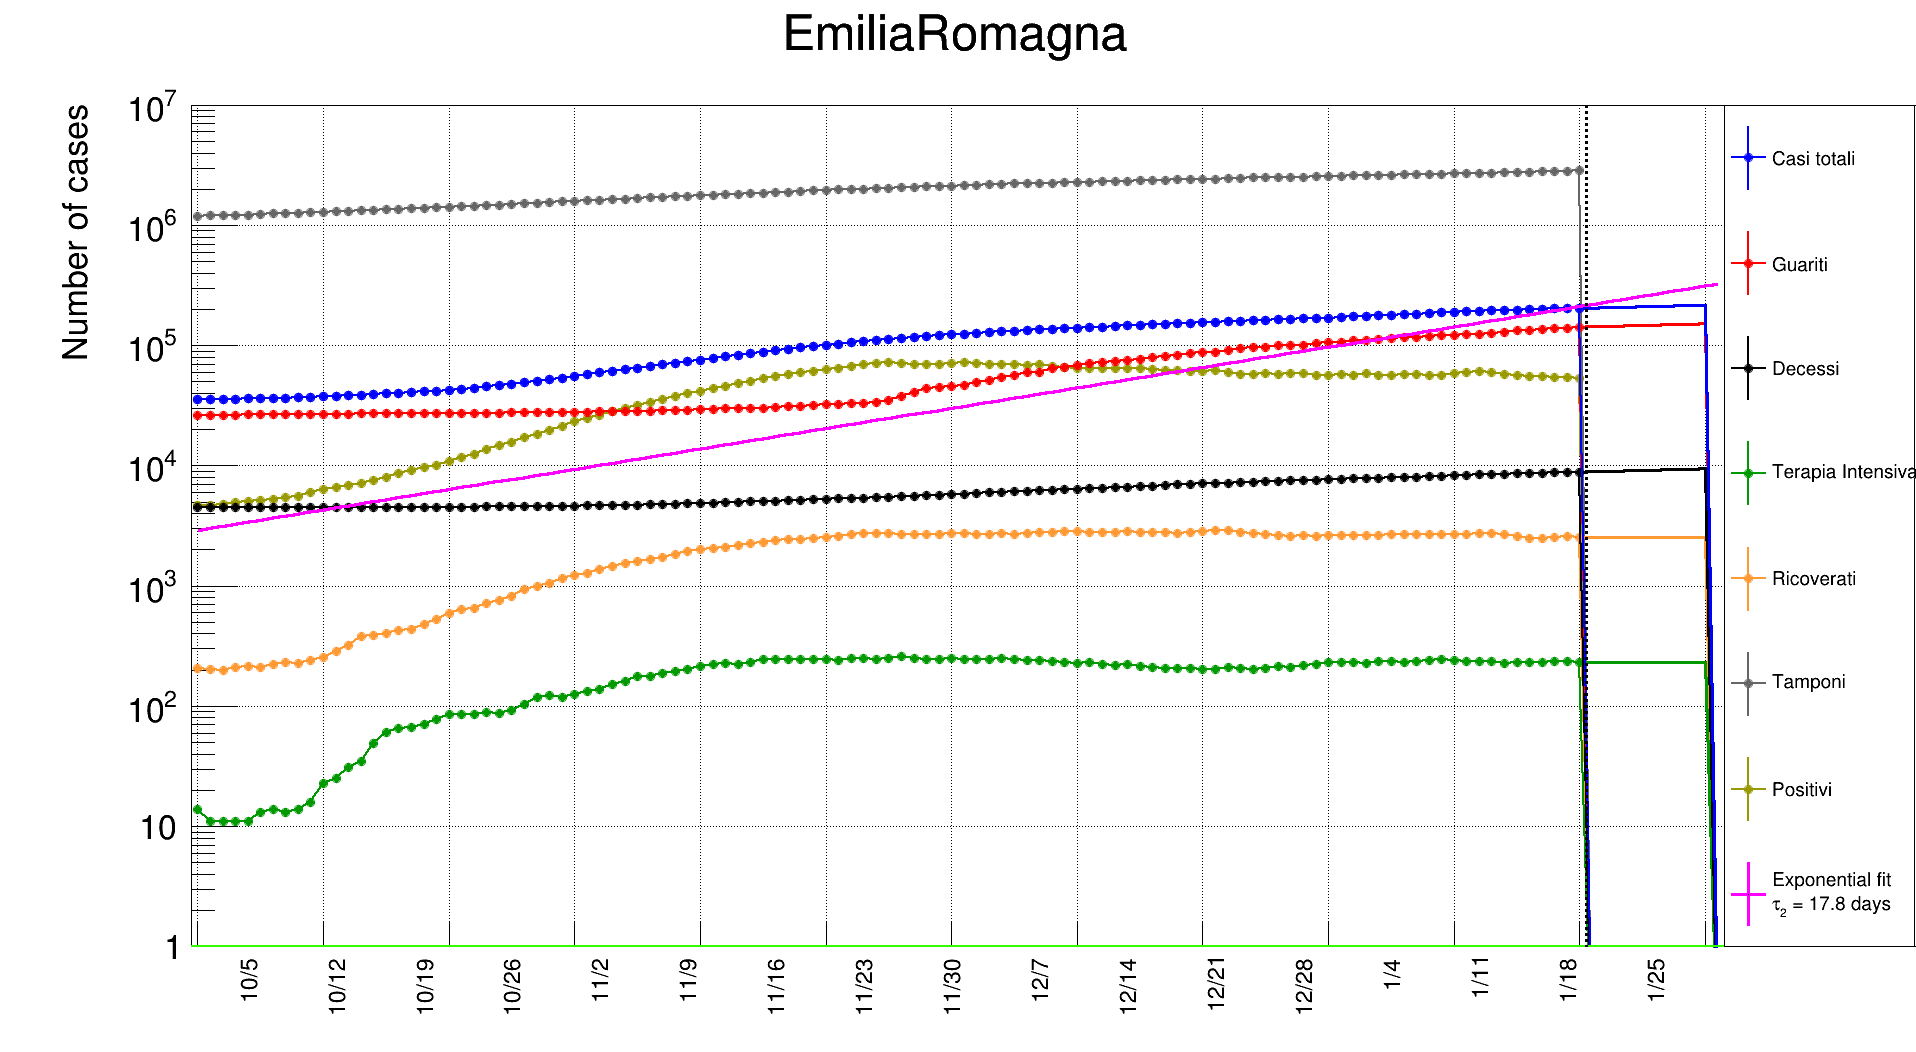 EmiliaRomagna
Number of cases
10^7
10^6
10^5
10^4
10^3
10^2
10
1
10/5
10/12
10/19
10/26
11/2
11/9
11/16
11/23
11/30
12/7
12/14
12/21
12/28
1/4
1/11
1/18
1/25
Casi totali
Guariti
Decessi
Terapia Intensiva
Ricoverati
Tamponi
Positivi
Exponential fit
τ_2 = 17.8 days